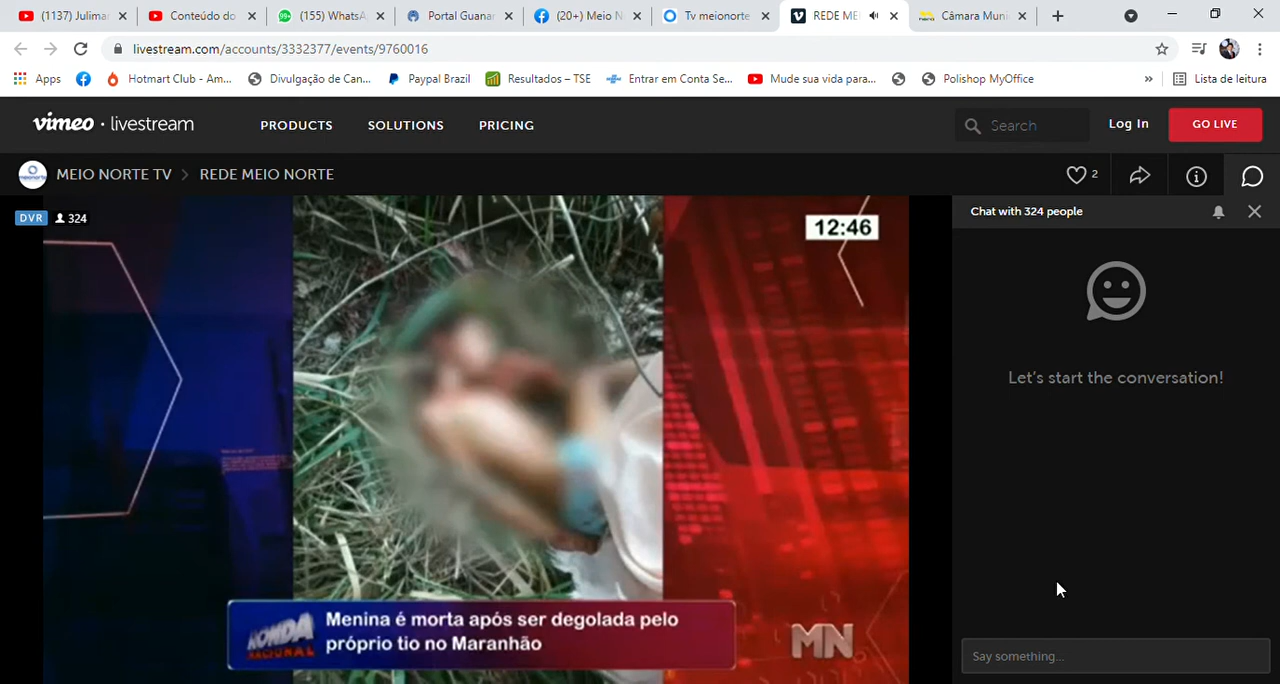 (1137) Julimar
Conteúdo do
(155) WhatsA
Portal Guanar
(20+) Meio N
Tv meionorte
REDE ME
Câmara Muni
livestream.com/accounts/3332377/events/9760016
Apps
Hotmart Club - Am...
Divulgação de Can...
Paypal Brazil
Resultados – TSE
Entrar em Conta Se...
Mude sua vida para...
Polishop MyOffice
»
Lista de leitura
vimeo · livestream
PRODUCTS
SOLUTIONS
PRICING
Search
Log In
GO LIVE
MEIO NORTE TV > REDE MEIO NORTE
2
DVR 324
Chat with 324 people
12:46
Let's start the conversation!
RONDA
NACIONAL
Menina é morta após ser degolada pelo
próprio tio no Maranhão
MN
Say something...